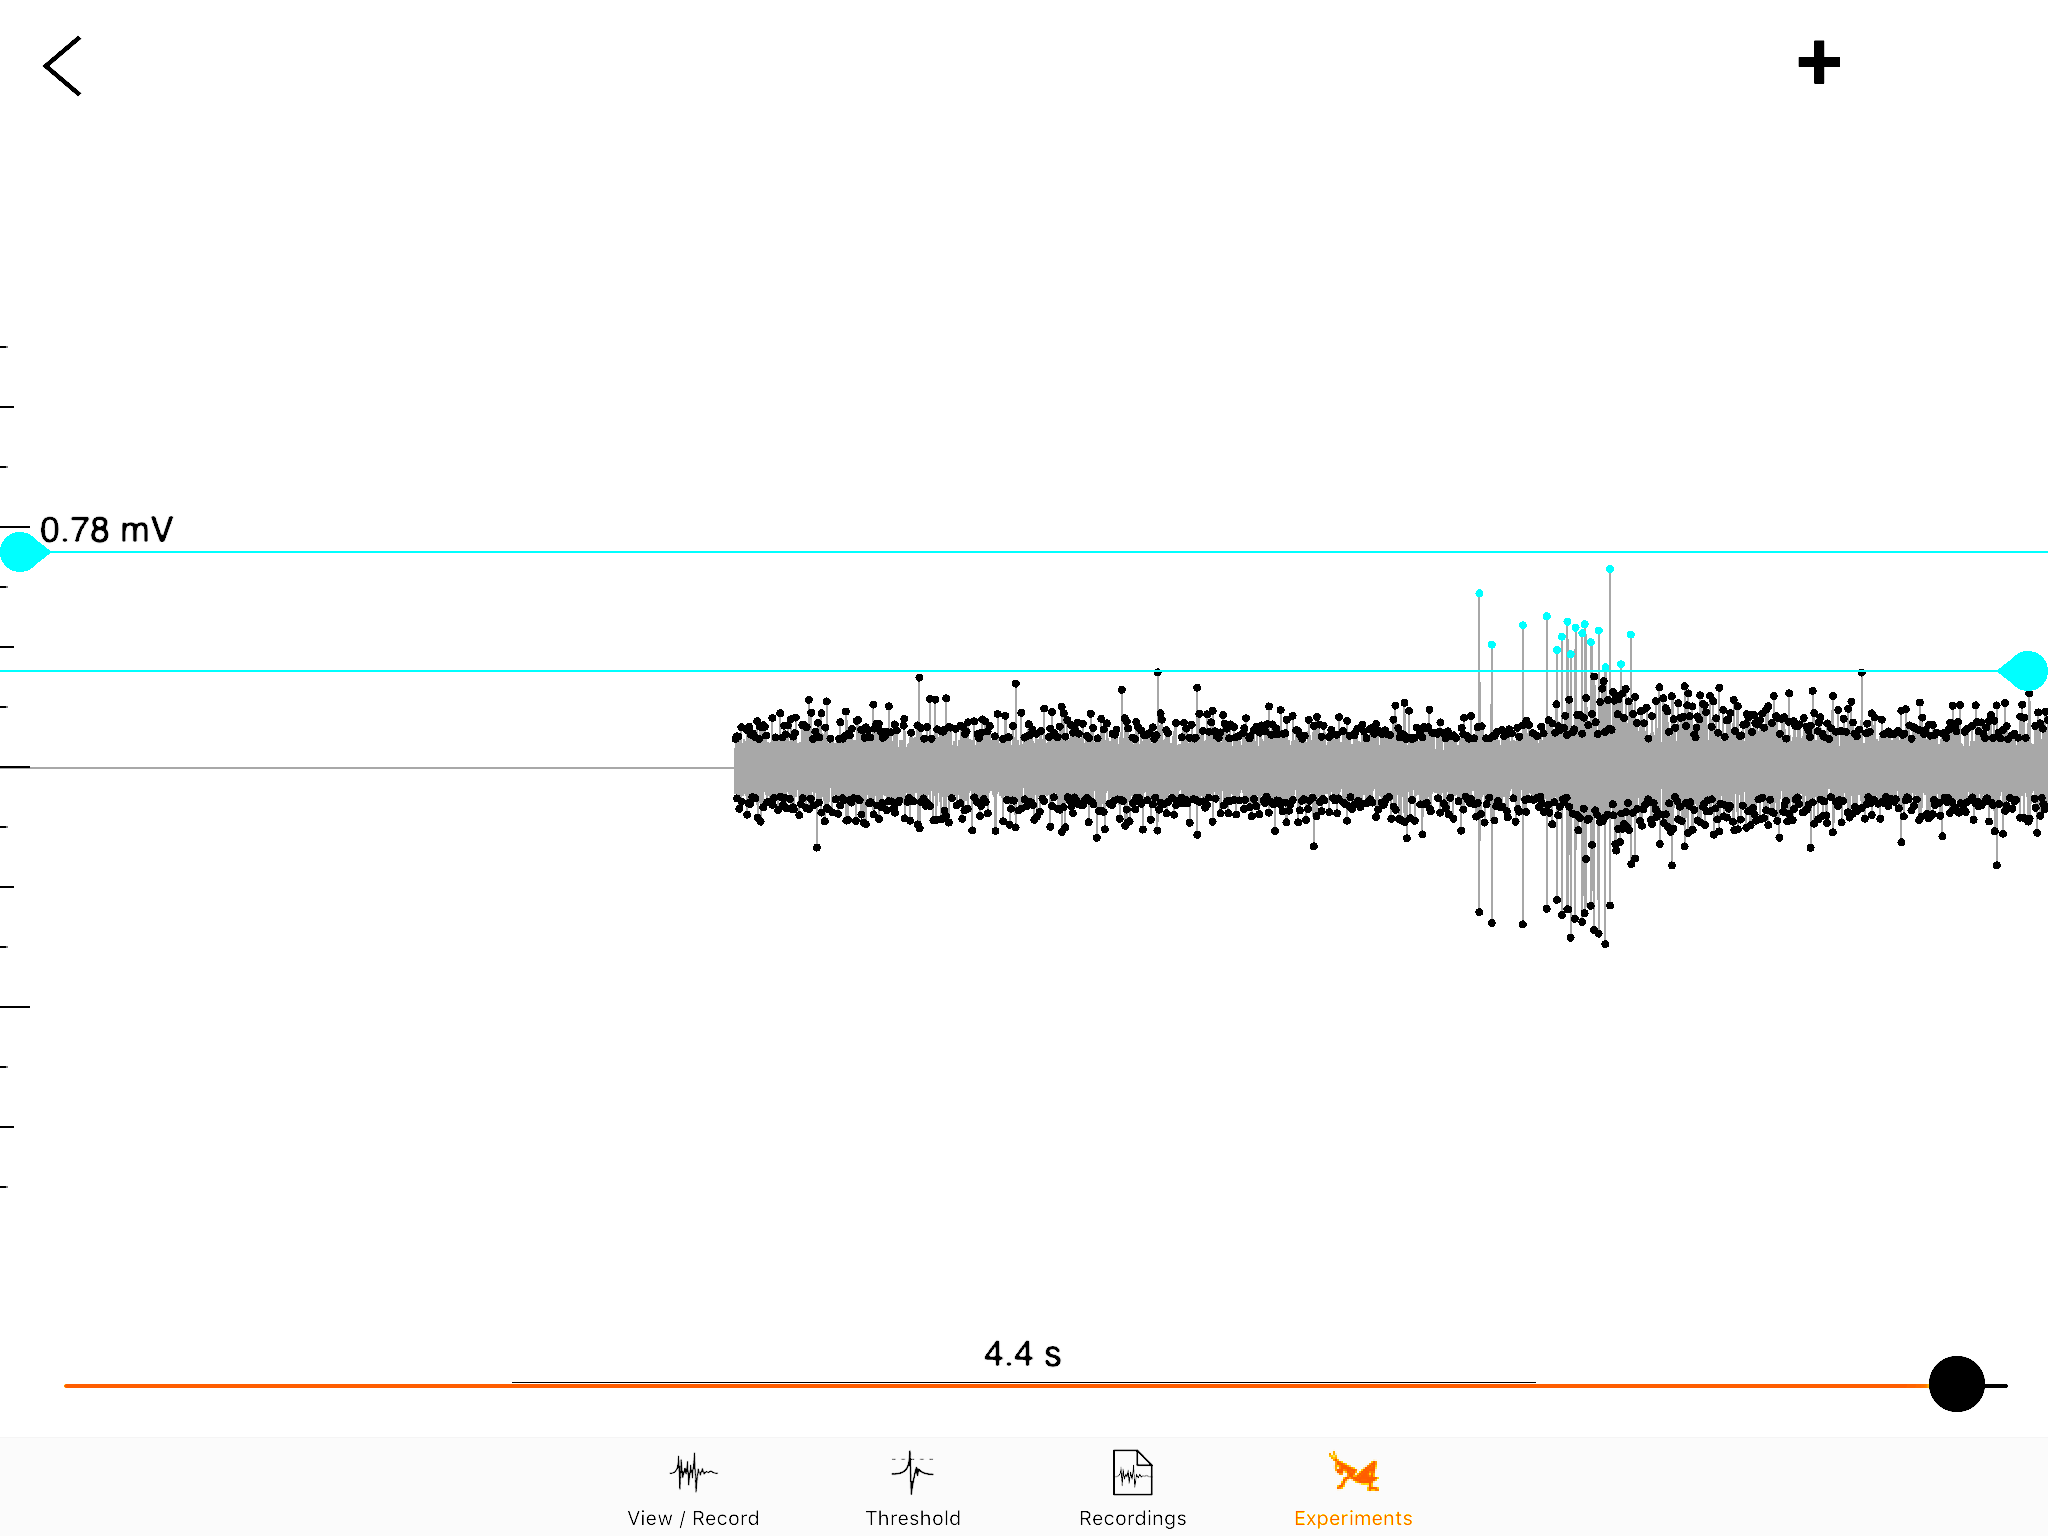 0.78 mV
4.4 s
View / Record
Threshold
Recordings
Experiments